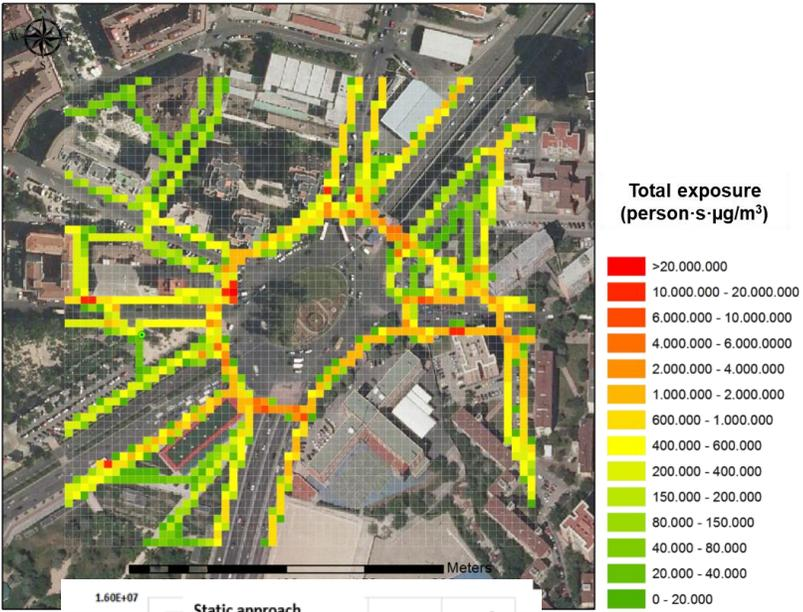 S
Meters
1.60E+07
Static approach
Total exposure
(person·s·µg/m³)
>20.000.000
10.000.000 - 20.000.000
6.000.000 - 10.000.000
4.000.000 - 6.000.0000
2.000.000 - 4.000.000
1.000.000 - 2.000.000
600.000 - 1.000.000
400.000 - 600.000
200.000 - 400.000
150.000 - 200.000
80.000 - 150.000
40.000 - 80.000
20.000 - 40.000
0 - 20.000